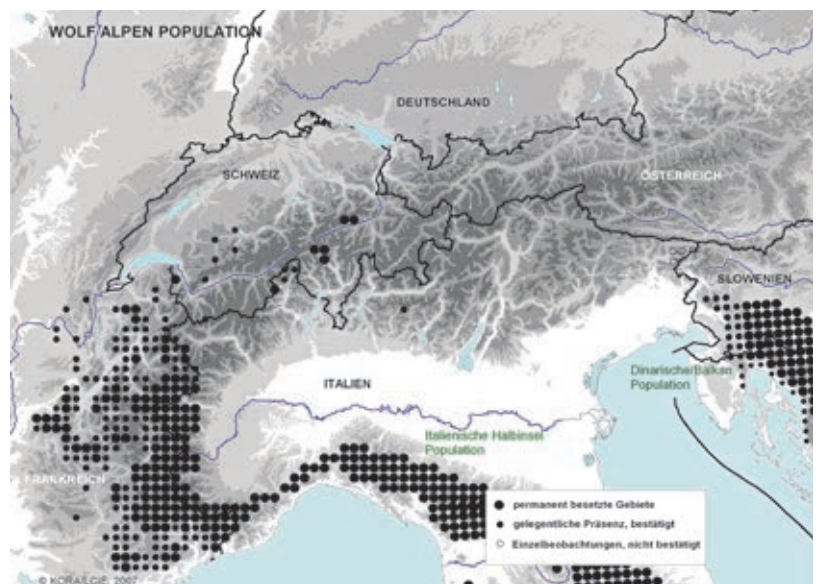 WOLF ALPEN POPULATION
DEUTSCHLAND
SCHWEIZ
ÖSTERREICH
SLOWENIEN
Dinarische/Balkan
Population
ITALIEN
Italienische Halbinsel
Population
FRANKREICH
permanent besetzte Gebiete
gelegentliche Präsenz, bestätigt
Einzelbeobachtungen, nicht bestätigt
© KORA/LCIE, 2007